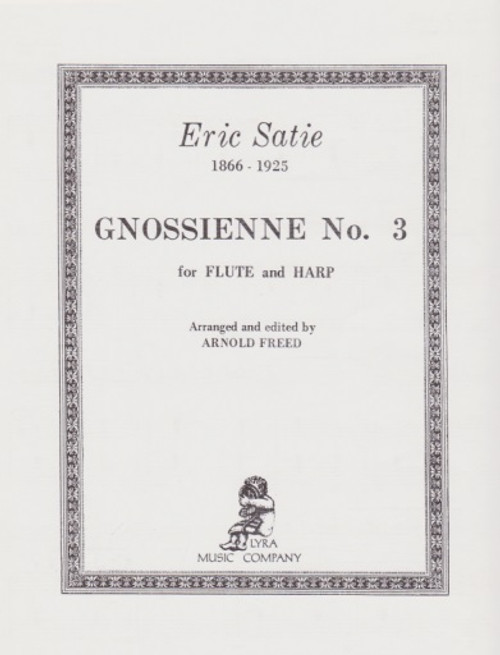 Eric Satie
1866 - 1925
GNOSSIENNE No. 3
for FLUTE and HARP
Arranged and edited by
ARNOLD FREED
LYRA
MUSIC COMPANY